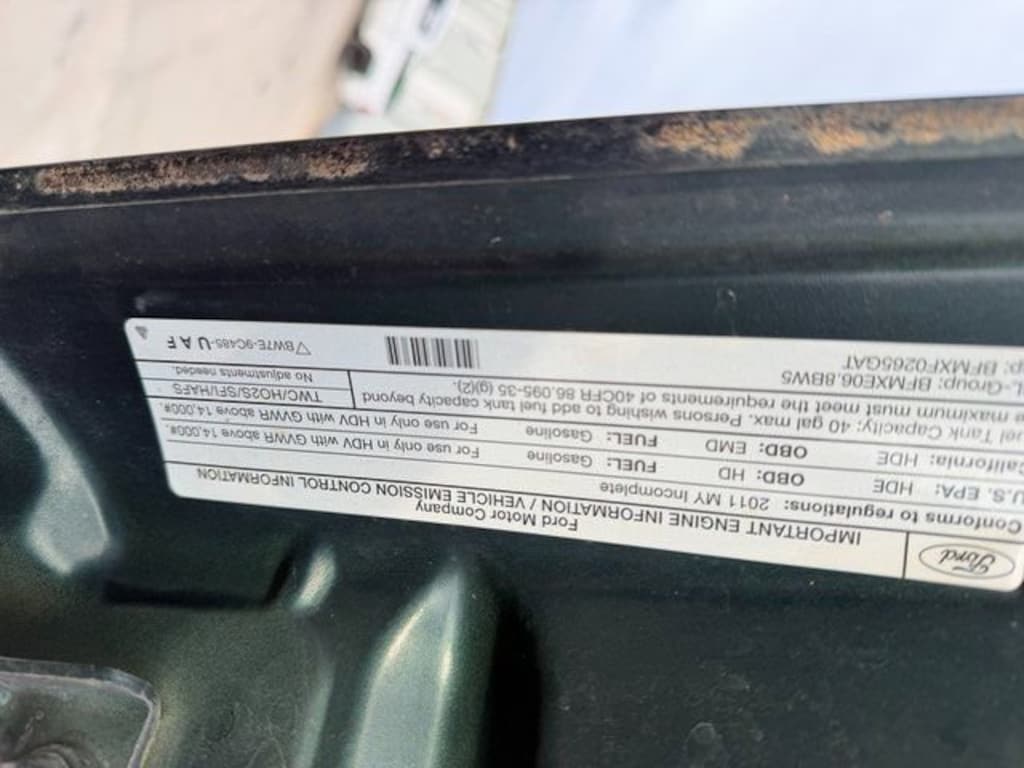 Ford
IMPORTANT ENGINE INFORMATION / VEHICLE EMISSION CONTROL INFORMATION
Ford Motor Company
Conforms to regulations: 2011 MY Incomplete
U.S. EPA: HDE OBD: HD FUEL: Gasoline For use only in HDV with GVWR above 14,000#.
California: HDE OBD: EMD FUEL: Gasoline For use only in HDV with GVWR above 14,000#.
Tank Capacity: 40 gal max. Persons wishing to add fuel tank capacity beyond
maximum must meet the requirements of 40CFR 86.095-35 (g)(2).
TWC/HO2S/SFI/HAFS
No adjustments needed.
Group: BFMXE06.8BW5
BFMXF0265GAT
BW7E-9C485-UAF